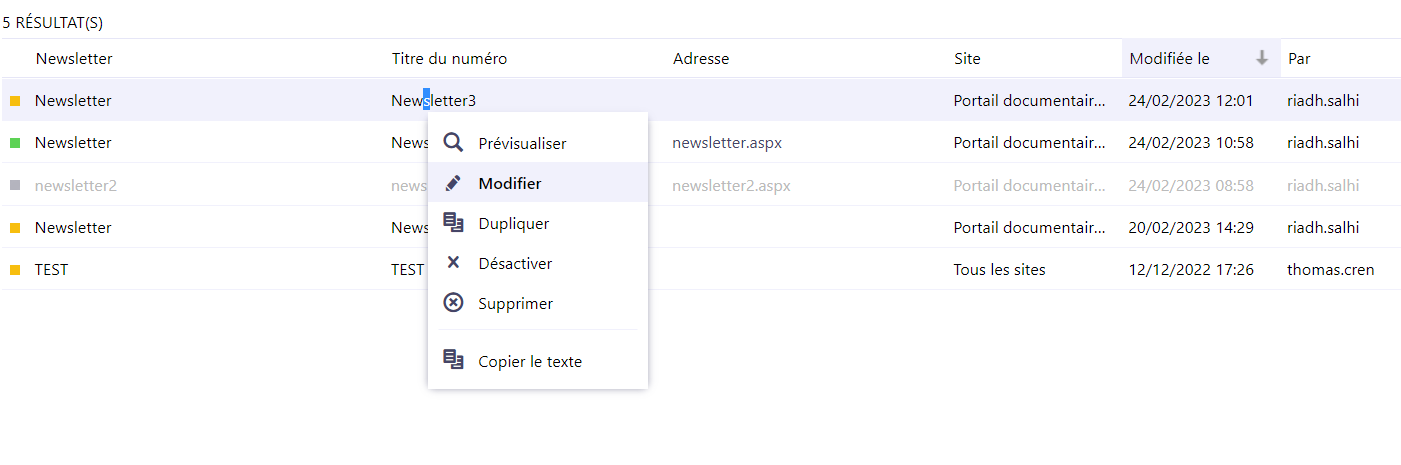 5 RÉSULTAT(S)
Newsletter Titre du numéro Adresse Site Modifiée le Par
Newsletter Newsletter3 Portail documentair... 24/02/2023 12:01 riadh.salhi
Newsletter News newsletter.aspx Portail documentair... 24/02/2023 10:58 riadh.salhi
newsletter2 news newsletter2.aspx Portail documentair... 24/02/2023 08:58 riadh.salhi
Newsletter News Portail documentair... 20/02/2023 14:29 riadh.salhi
TEST TEST Tous les sites 12/12/2022 17:26 thomas.cren
Prévisualiser
Modifier
Dupliquer
Désactiver
Supprimer
Copier le texte